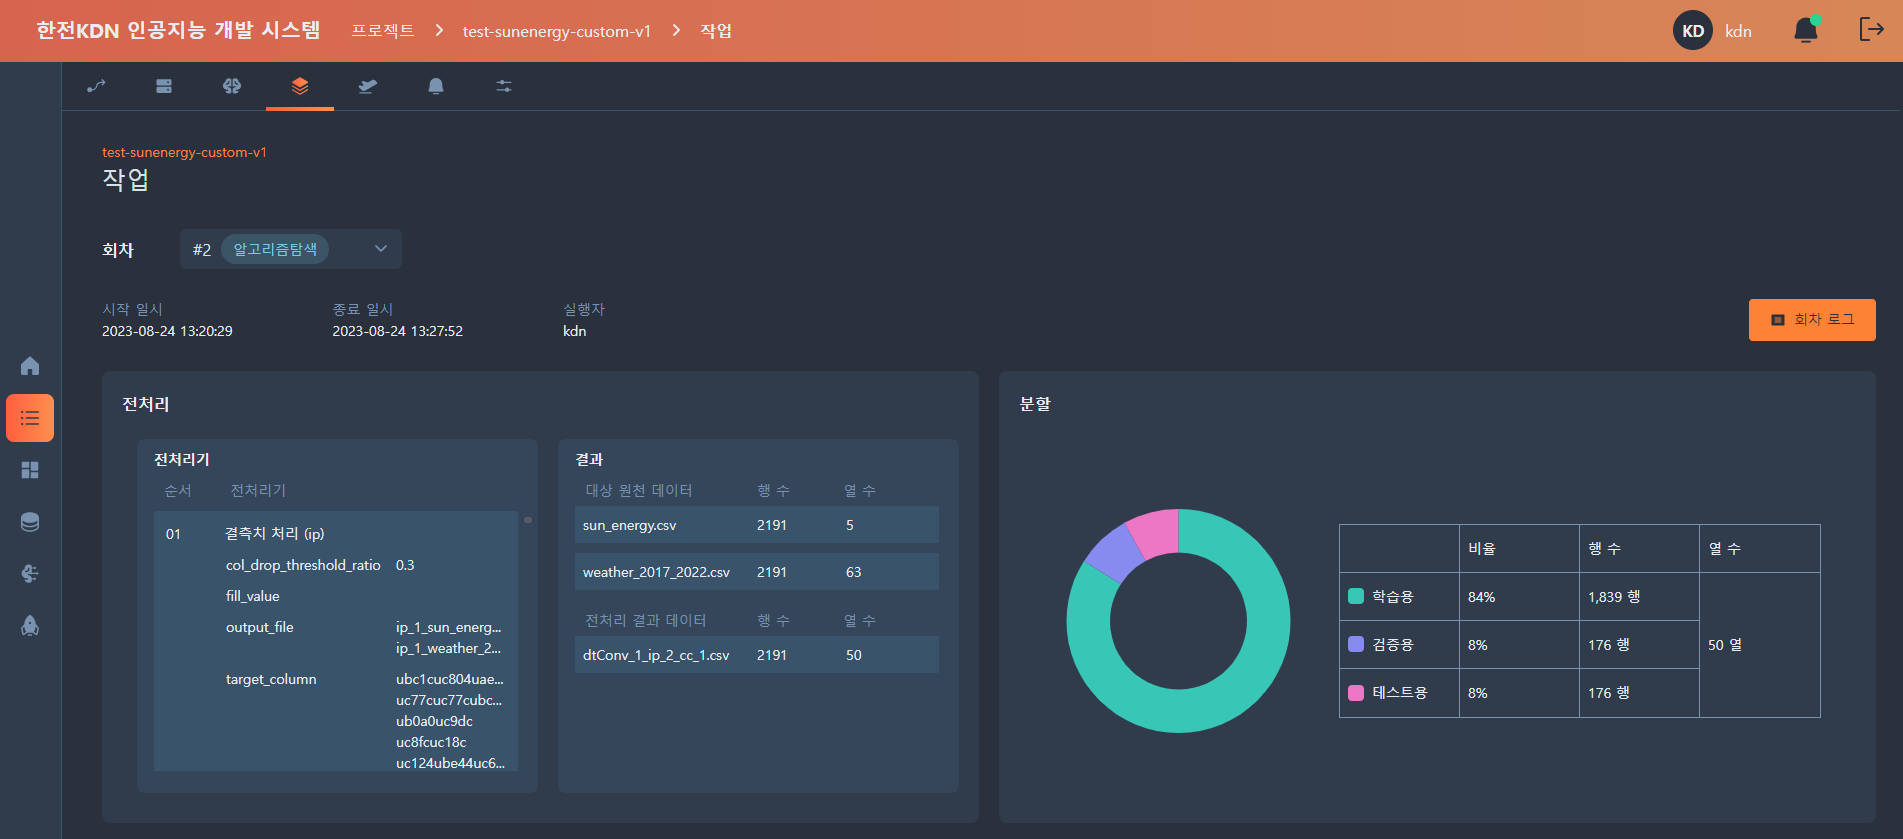 한전KDN 인공지능 개발 시스템
프로젝트 > test-sunenergy-custom-v1 > 작업
KD kdn
test-sunenergy-custom-v1
작업
회차 #2 알고리즘탐색
시작 일시 종료 일시 실행자
2023-08-24 13:20:29 2023-08-24 13:27:52 kdn
회차 로그
전처리
전처리기
순서 전처리기
01 결측치 처리 (ip)
col_drop_threshold_ratio 0.3
fill_value
output_file ip_1_sun_energ...
ip_1_weather_2...
target_column ubc1cuc804uae...
uc77cuc77cubc...
ub0a0uc9dc
uc8fcuc18c
uc124ube44uc6...
결과
대상 원천 데이터 행 수 열 수
sun_energy.csv 2191 5
weather_2017_2022.csv 2191 63
전처리 결과 데이터 행 수 열 수
dtConv_1_ip_2_cc_1.csv 2191 50
분할
비율 행 수 열 수
학습용 84% 1,839 행
검증용 8% 176 행 50 열
테스트용 8% 176 행